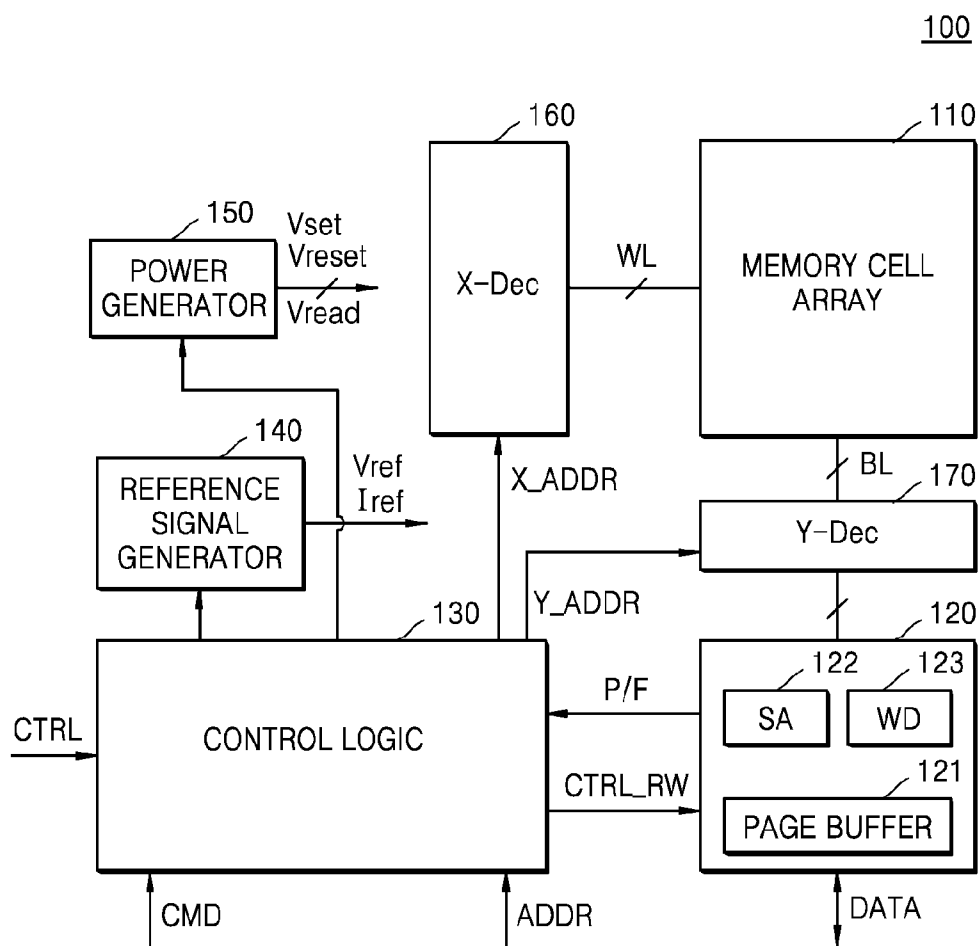 100
160
110
150
Vset
Vreset
Vread
POWER
GENERATOR
X-Dec
WL
MEMORY CELL
ARRAY
140
REFERENCE
SIGNAL
GENERATOR
Vref
Iref
X_ADDR
BL
170
Y-Dec
Y_ADDR
130
120
122
123
P/F
SA
WD
CTRL
CONTROL LOGIC
121
CTRL_RW
PAGE BUFFER
CMD
ADDR
DATA